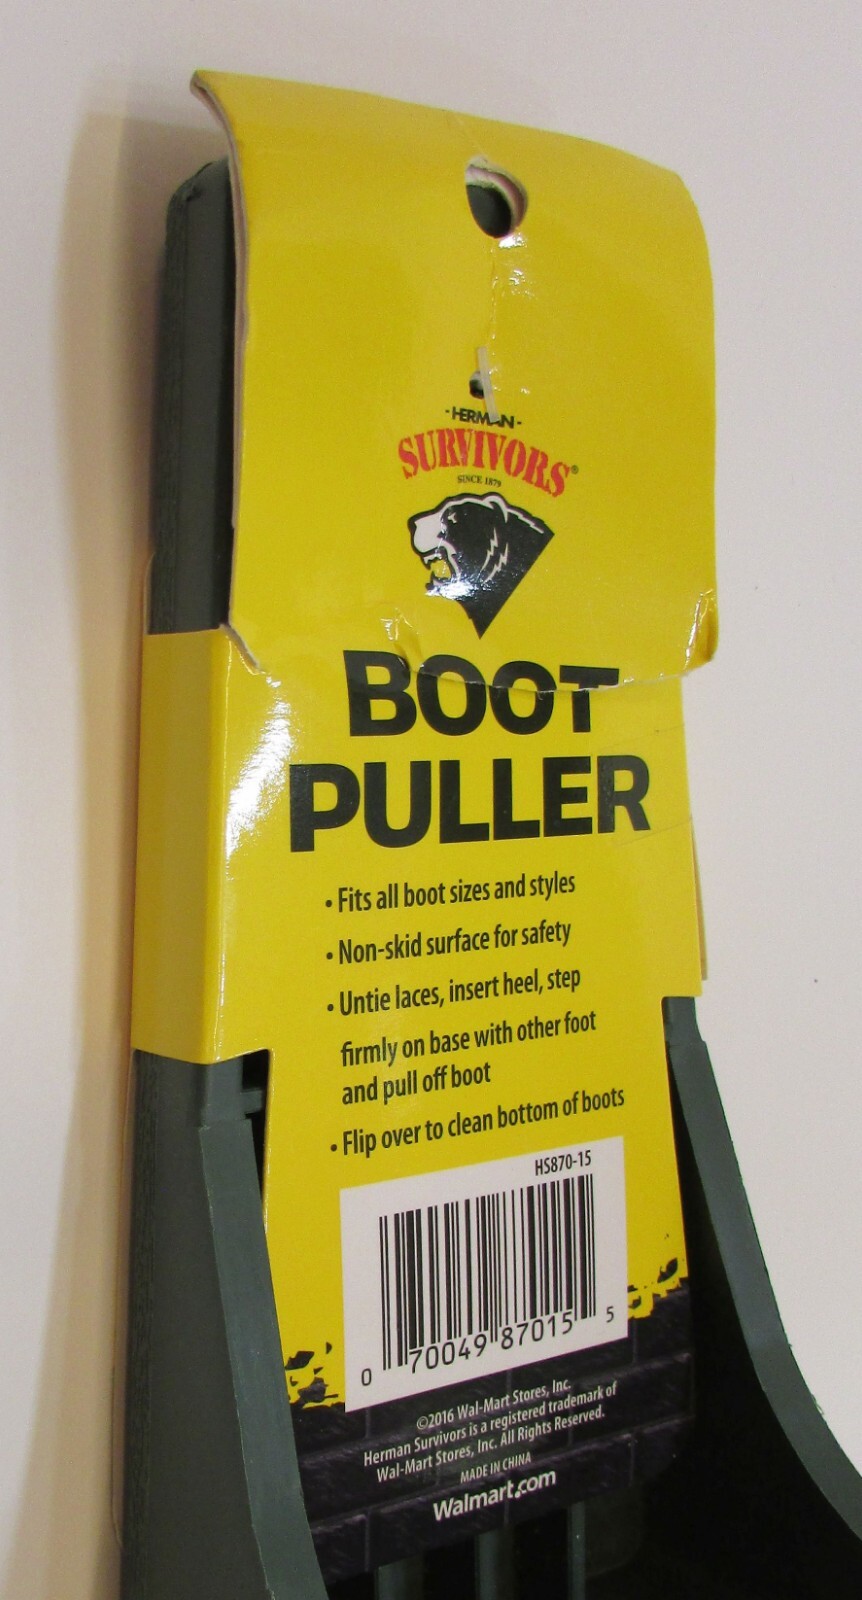 - HERMAN -
SURVIVORS®
SINCE 1879
BOOT
PULLER
• Fits all boot sizes and styles
• Non-skid surface for safety
• Untie laces, insert heel, step
firmly on base with other foot
and pull off boot
• Flip over to clean bottom of boots
HS870-15
0 70049 87015 5
©2016 Wal-Mart Stores, Inc.
Herman Survivors is a registered trademark of
Wal-Mart Stores, Inc. All Rights Reserved.
MADE IN CHINA
Walmart.com